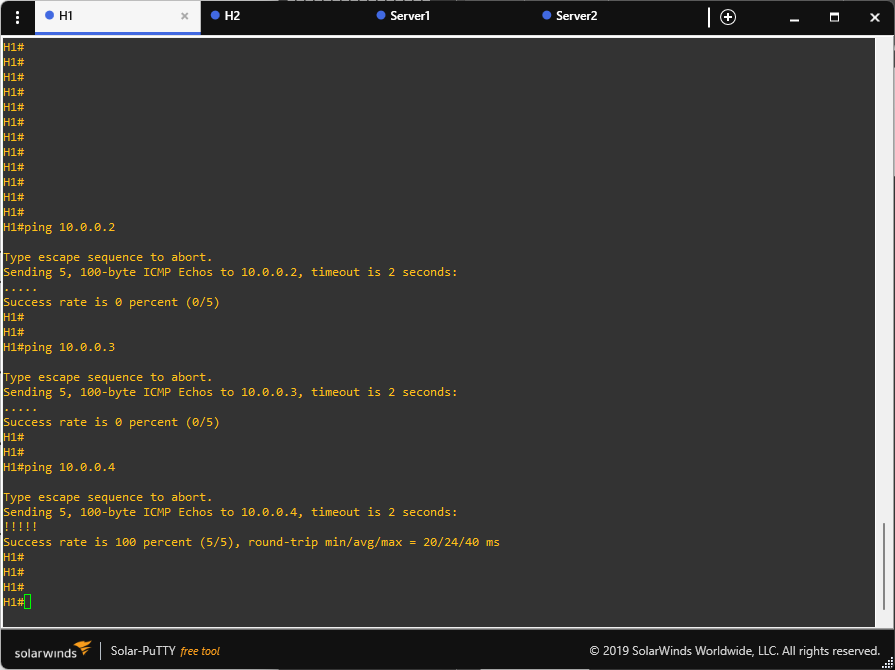 H1
H2
Server1
Server2
H1#
H1#
H1#
H1#
H1#
H1#
H1#
H1#
H1#
H1#
H1#
H1#
H1#ping 10.0.0.2
Type escape sequence to abort.
Sending 5, 100-byte ICMP Echos to 10.0.0.2, timeout is 2 seconds:
.....
Success rate is 0 percent (0/5)
H1#
H1#
H1#ping 10.0.0.3
Type escape sequence to abort.
Sending 5, 100-byte ICMP Echos to 10.0.0.3, timeout is 2 seconds:
.....
Success rate is 0 percent (0/5)
H1#
H1#
H1#ping 10.0.0.4
Type escape sequence to abort.
Sending 5, 100-byte ICMP Echos to 10.0.0.4, timeout is 2 seconds:
!!!!!
Success rate is 100 percent (5/5), round-trip min/avg/max = 20/24/40 ms
H1#
H1#
H1#
H1#
solarwinds | Solar-PuTTY free tool
© 2019 SolarWinds Worldwide, LLC. All rights reserved.